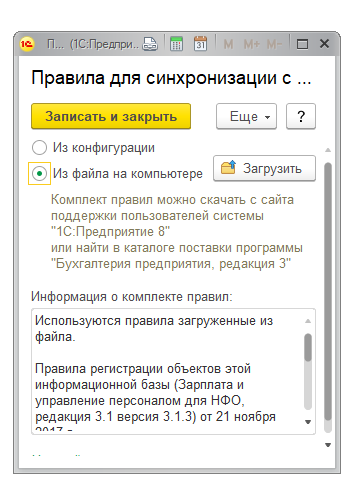 П... (1С:Предпри..
31 M M+ M-
Правила для синхронизации с ...
Записать и закрыть Еще ?
Из конфигурации
Из файла на компьютере Загрузить
Комплект правил можно скачать с сайта
поддержки пользователей системы
"1С:Предприятие 8"
или найти в каталоге поставки программы
"Бухгалтерия предприятия, редакция 3"
Информация о комплекте правил:
Используются правила загруженные из
файла.
Правила регистрации объектов этой
информационной базы (Зарплата и
управление персоналом для НФО,
редакция 3.1 версия 3.1.3) от 21 ноября
2017 г